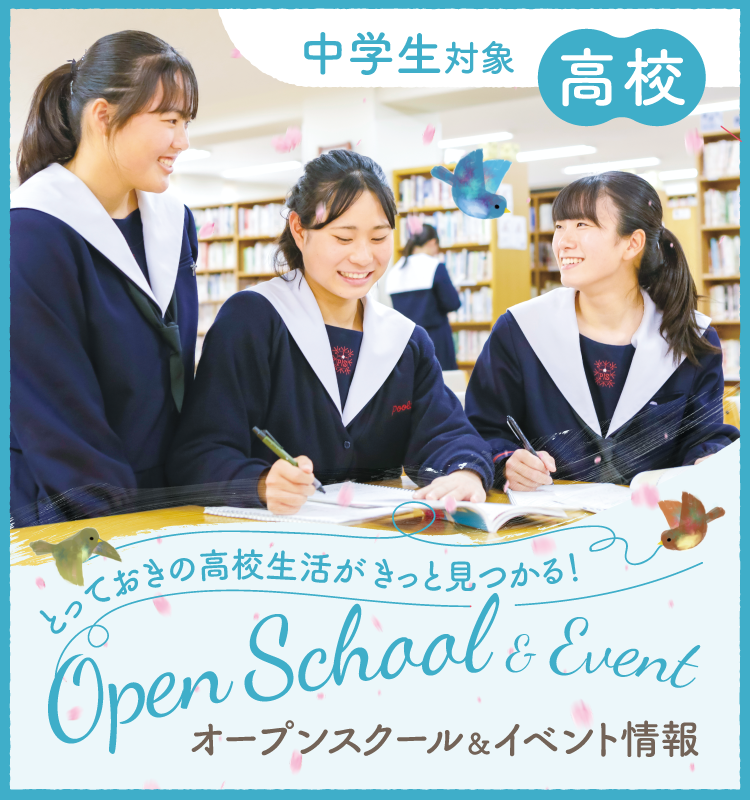 中学生対象
高校
Poole
とっておきの高校生活がきっと見つかる!
Open School & Event
オープンスクール&イベント情報